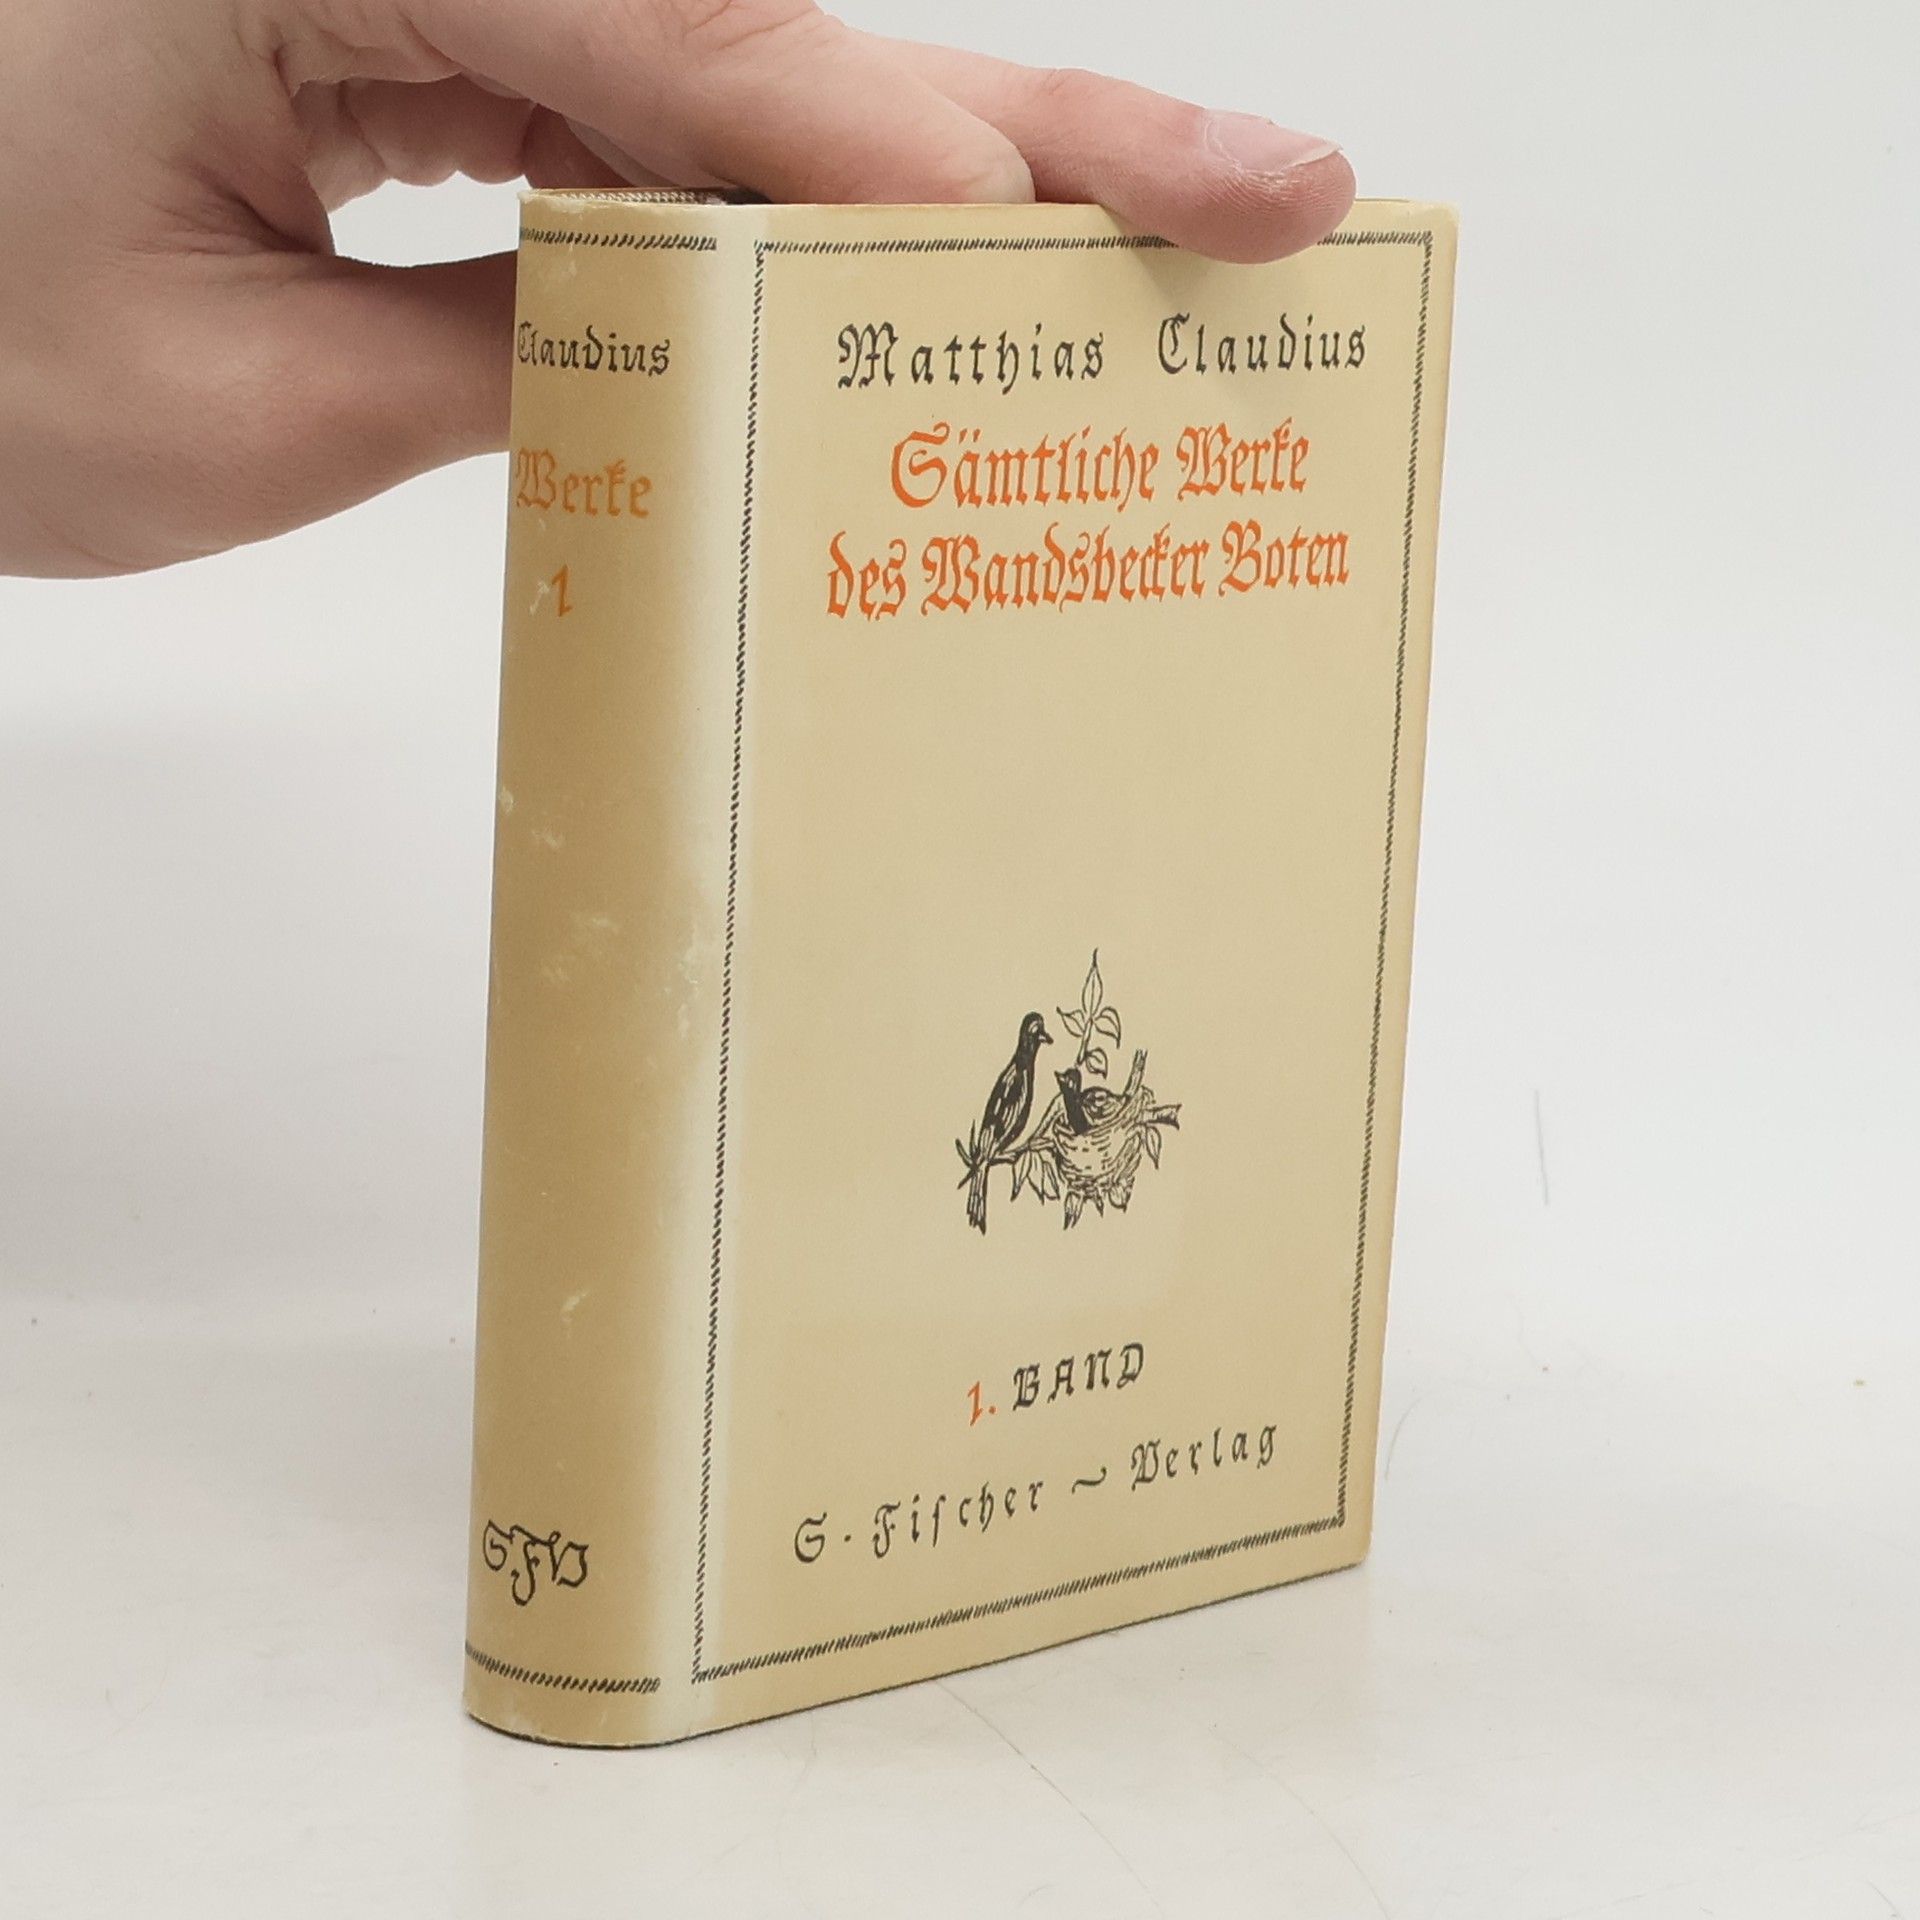 Claudius
Werke
1
SFV
Matthias Claudius
Sämtliche Werke
des Wandsbecker Boten
1. BAND
S. Fiſcher ~ Verlag